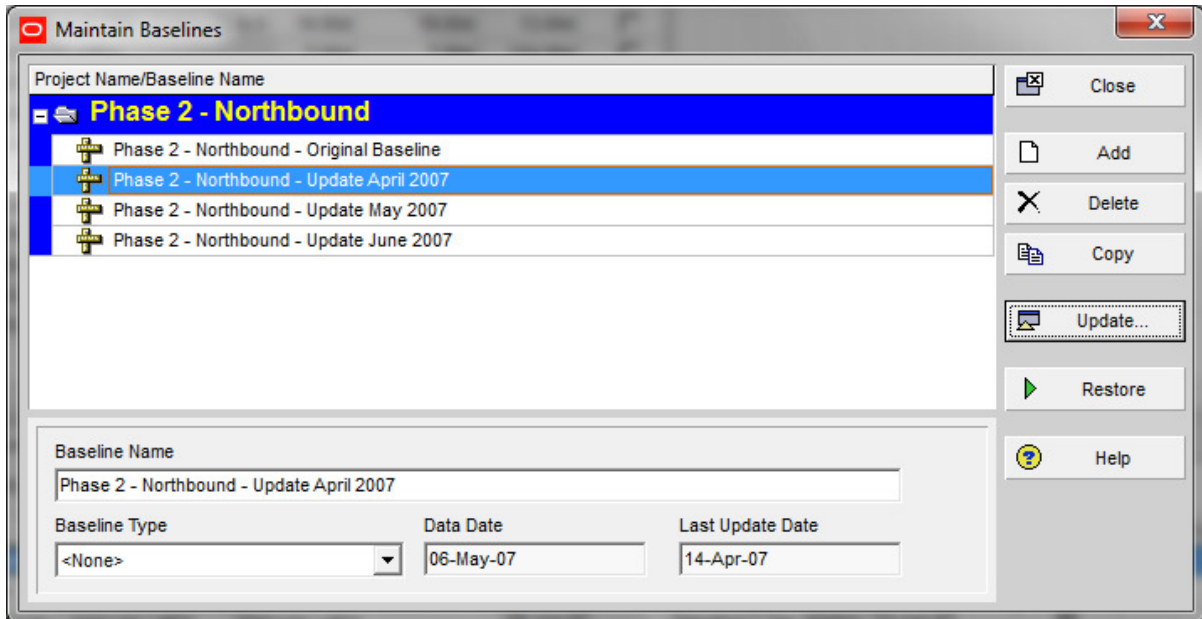 Maintain Baselines
Project Name/Baseline Name
Phase 2 - Northbound
Phase 2 - Northbound - Original Baseline
Phase 2 - Northbound - Update April 2007
Phase 2 - Northbound - Update May 2007
Phase 2 - Northbound - Update June 2007
Close
Add
Delete
Copy
Update...
Restore
Help
Baseline Name
Phase 2 - Northbound - Update April 2007
Baseline Type Data Date Last Update Date
<None> 06-May-07 14-Apr-07